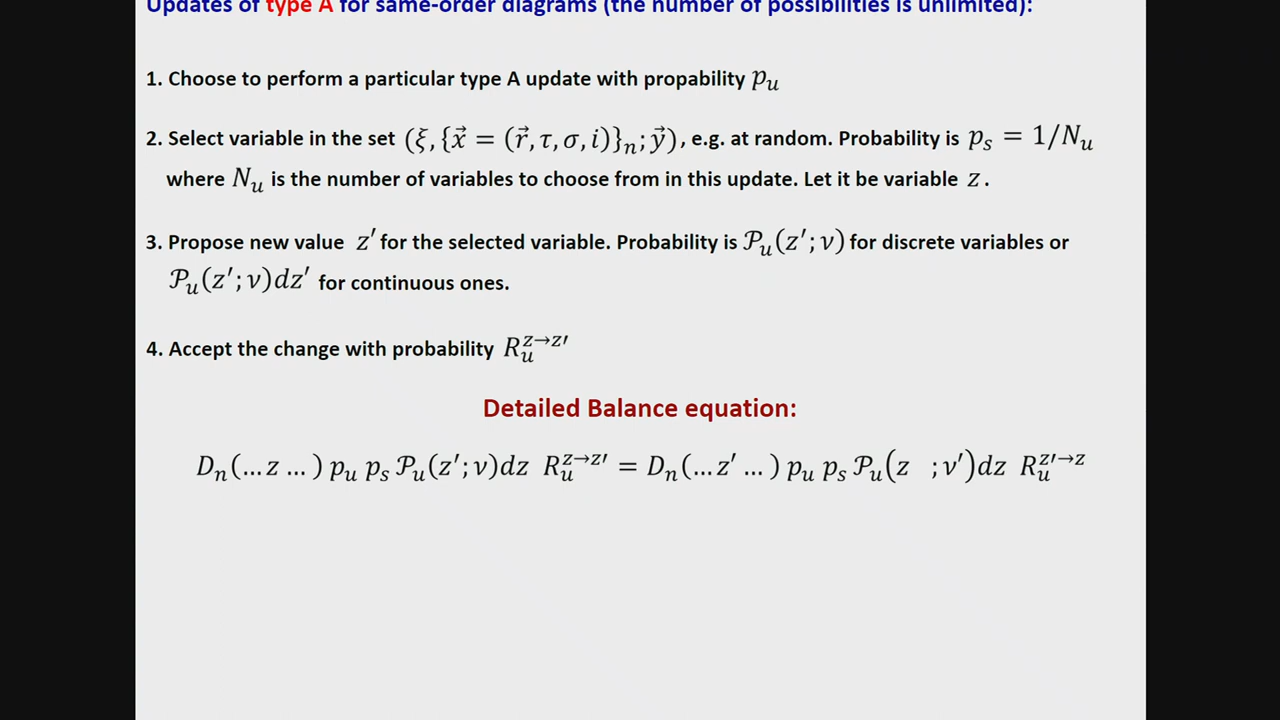 Updates of type A for same-order diagrams (the number of possibilities is unlimited):
1. Choose to perform a particular type A update with propability p_u
2. Select variable in the set (ξ, {x⃗ = (r⃗, τ, σ, i)}_n; y⃗), e.g. at random. Probability is p_s = 1/N_u
where N_u is the number of variables to choose from in this update. Let it be variable z.
3. Propose new value z′ for the selected variable. Probability is 𝒫_u(z′; ν) for discrete variables or
𝒫_u(z′; ν)dz′ for continuous ones.
4. Accept the change with probability R_u^{z→z′}
Detailed Balance equation:
D_n(…z …) p_u p_s 𝒫_u(z′; ν)dz R_u^{z→z′} = D_n(…z′ …) p_u p_s 𝒫_u(z ; ν′)dz R_u^{z′→z}